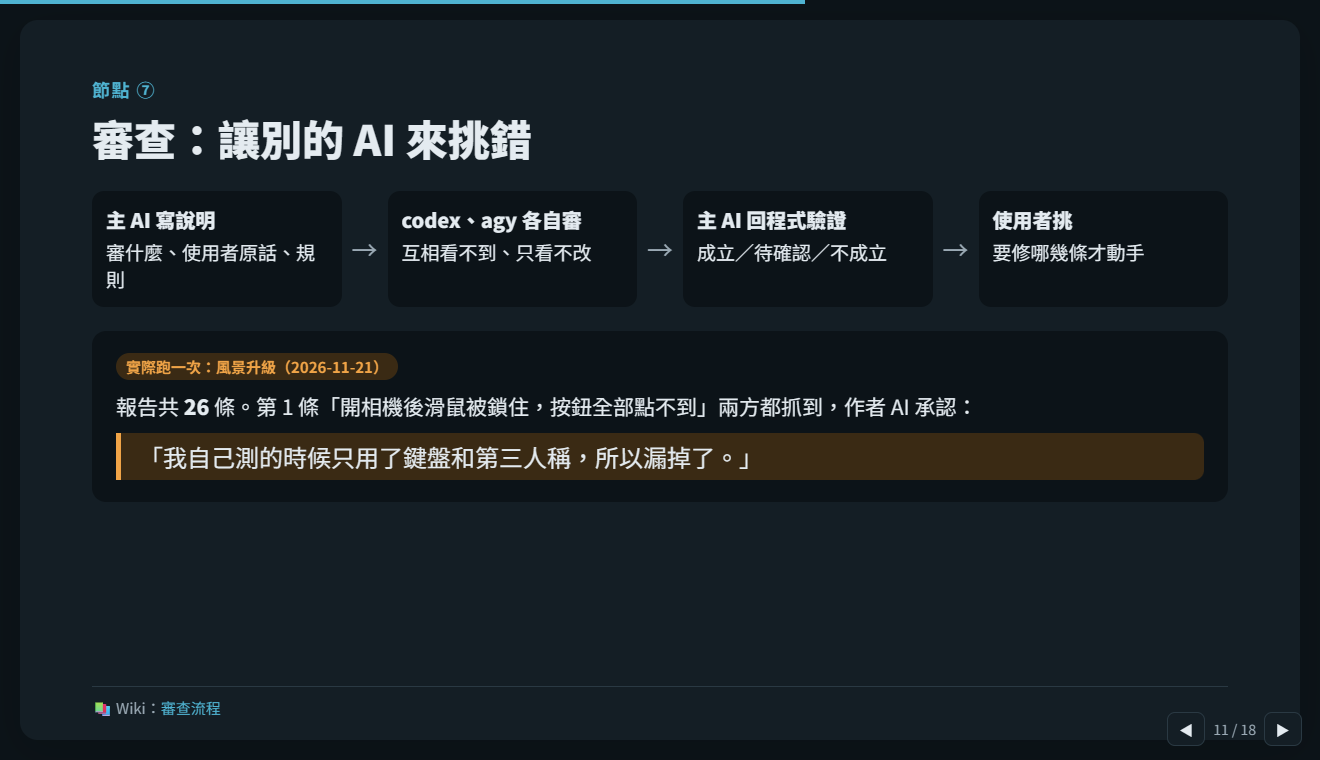 節點 ⑦
審查：讓別的 AI 來挑錯
主 AI 寫說明
審什麼、使用者原話、規
則
→
codex、agy 各自審
互相看不到、只看不改
→
主 AI 回程式驗證
成立／待確認／不成立
→
使用者挑
要修哪幾條才動手
實際跑一次：風景升級（2026-11-21）
報告共 26 條。第 1 條「開相機後滑鼠被鎖住，按鈕全部點不到」兩方都抓到，作者 AI 承認：
「我自己測的時候只用了鍵盤和第三人稱，所以漏掉了。」
Wiki：審查流程
◀ 11 / 18 ▶